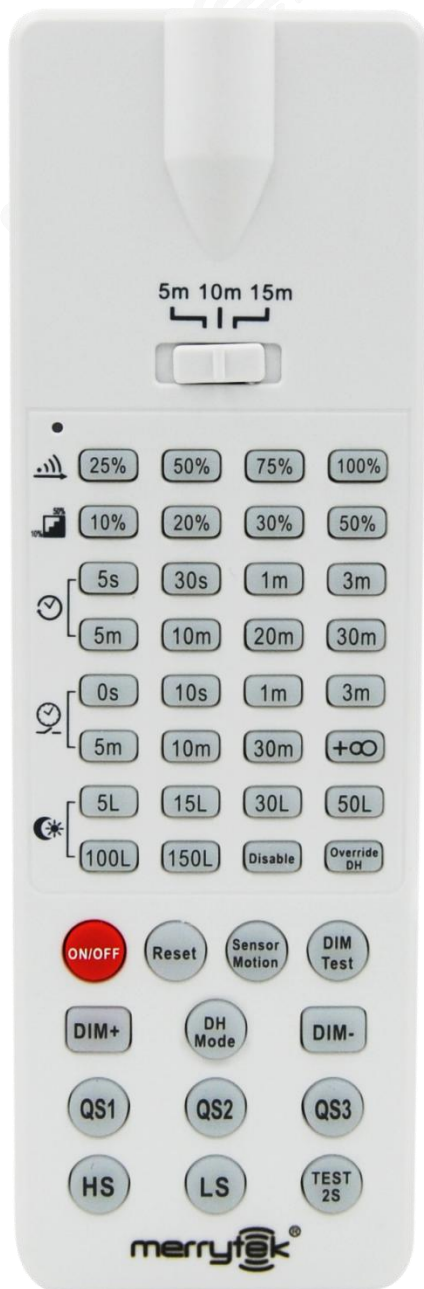 5m 10m 15m
25% 50% 75% 100%
50%
10%
10% 20% 30% 50%
5s 30s 1m 3m
5m 10m 20m 30m
0s 10s 1m 3m
5m 10m 30m +∞
5L 15L 30L 50L
100L 150L Disable Override
DH
ON/OFF Reset Sensor
Motion DIM
Test
DIM+ DH
Mode DIM-
QS1 QS2 QS3
HS LS TEST
2S
merrytek®